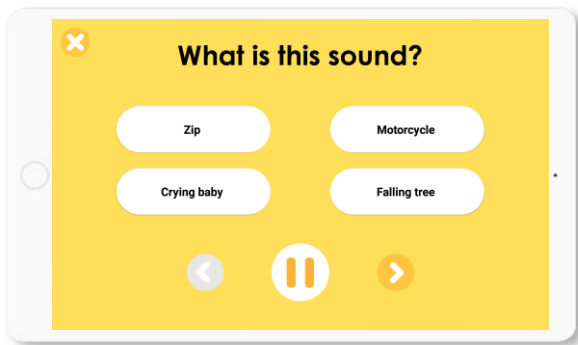 What is this sound?
Zip
Motorcycle
Crying baby
Falling tree